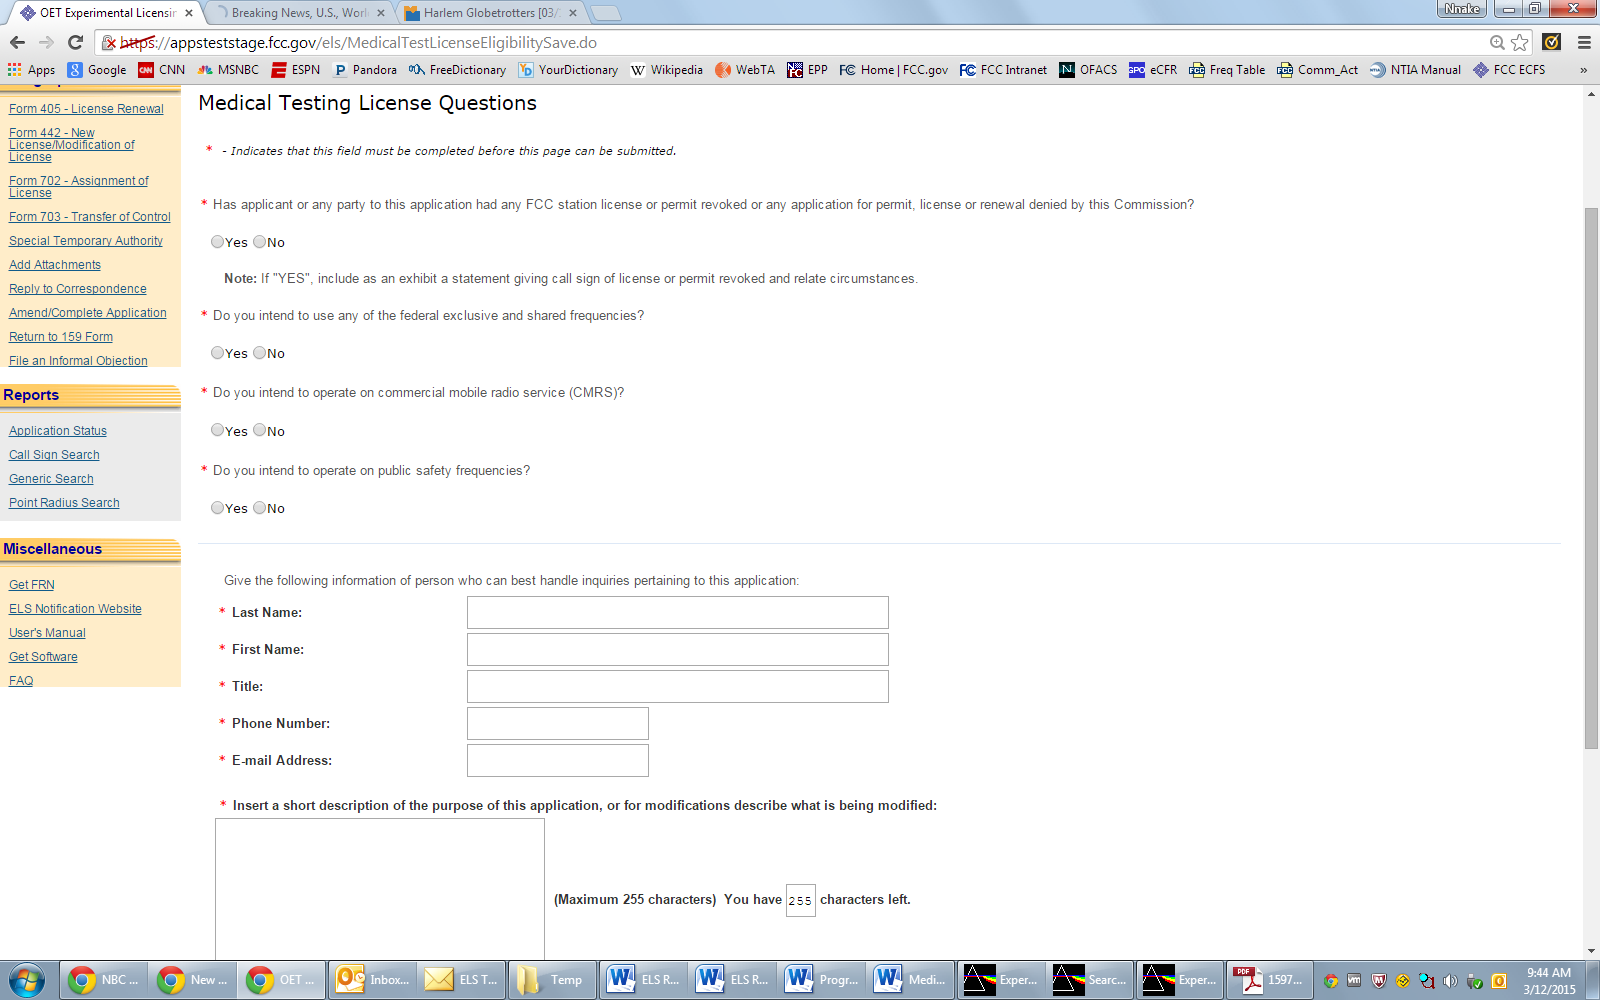 OET Experimental Licensin
Breaking News, U.S., Worl
Harlem Globetrotters [03/
Nnake
https://appsteststage.fcc.gov/els/MedicalTestLicenseEligibilitySave.do
Apps Google CNN MSNBC ESPN Pandora FreeDictionary YourDictionary Wikipedia WebTA EPP Home | FCC.gov FCC Intranet OFACS eCFR Freq Table Comm_Act NTIA Manual FCC ECFS »
Form 405 - License Renewal
Form 442 - New
License/Modification of
License
Form 702 - Assignment of
License
Form 703 - Transfer of Control
Special Temporary Authority
Add Attachments
Reply to Correspondence
Amend/Complete Application
Return to 159 Form
File an Informal Objection
Reports
Application Status
Call Sign Search
Generic Search
Point Radius Search
Miscellaneous
Get FRN
ELS Notification Website
User's Manual
Get Software
FAQ
Medical Testing License Questions
* - Indicates that this field must be completed before this page can be submitted.
* Has applicant or any party to this application had any FCC station license or permit revoked or any application for permit, license or renewal denied by this Commission?
Yes No
Note: If "YES", include as an exhibit a statement giving call sign of license or permit revoked and relate circumstances.
* Do you intend to use any of the federal exclusive and shared frequencies?
Yes No
* Do you intend to operate on commercial mobile radio service (CMRS)?
Yes No
* Do you intend to operate on public safety frequencies?
Yes No
Give the following information of person who can best handle inquiries pertaining to this application:
* Last Name:
* First Name:
* Title:
* Phone Number:
* E-mail Address:
* Insert a short description of the purpose of this application, or for modifications describe what is being modified:
(Maximum 255 characters) You have 255 characters left.
NBC ... New ... OET ... Inbox... ELS T... Temp ELS R... ELS R... Progr... Medi... Exper... Searc... Exper... 1597...
9:44 AM
3/12/2015